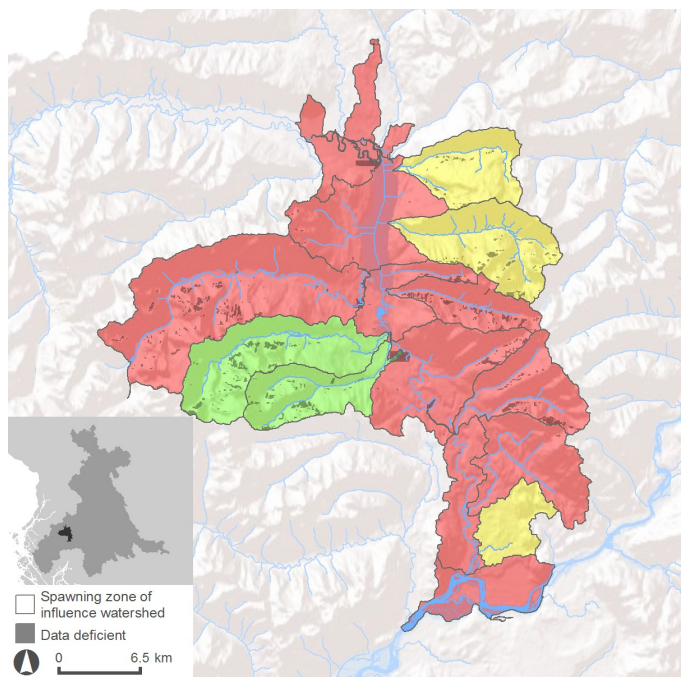 Spawning zone of
influence watershed
Data deficient
0 6.5 km